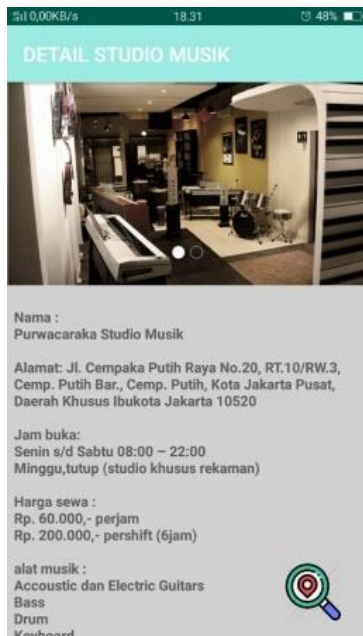 0,00KB/s 18.31 48%
DETAIL STUDIO MUSIK
Nama :
Purwacaraka Studio Musik
Alamat: Jl. Cempaka Putih Raya No.20, RT.10/RW.3,
Cemp. Putih Bar., Cemp. Putih, Kota Jakarta Pusat,
Daerah Khusus Ibukota Jakarta 10520
Jam buka:
Senin s/d Sabtu 08:00 – 22:00
Minggu,tutup (studio khusus rekaman)
Harga sewa :
Rp. 60.000,- perjam
Rp. 200.000,- pershift (6jam)
alat musik :
Accoustic dan Electric Guitars
Bass
Drum
Keyboard